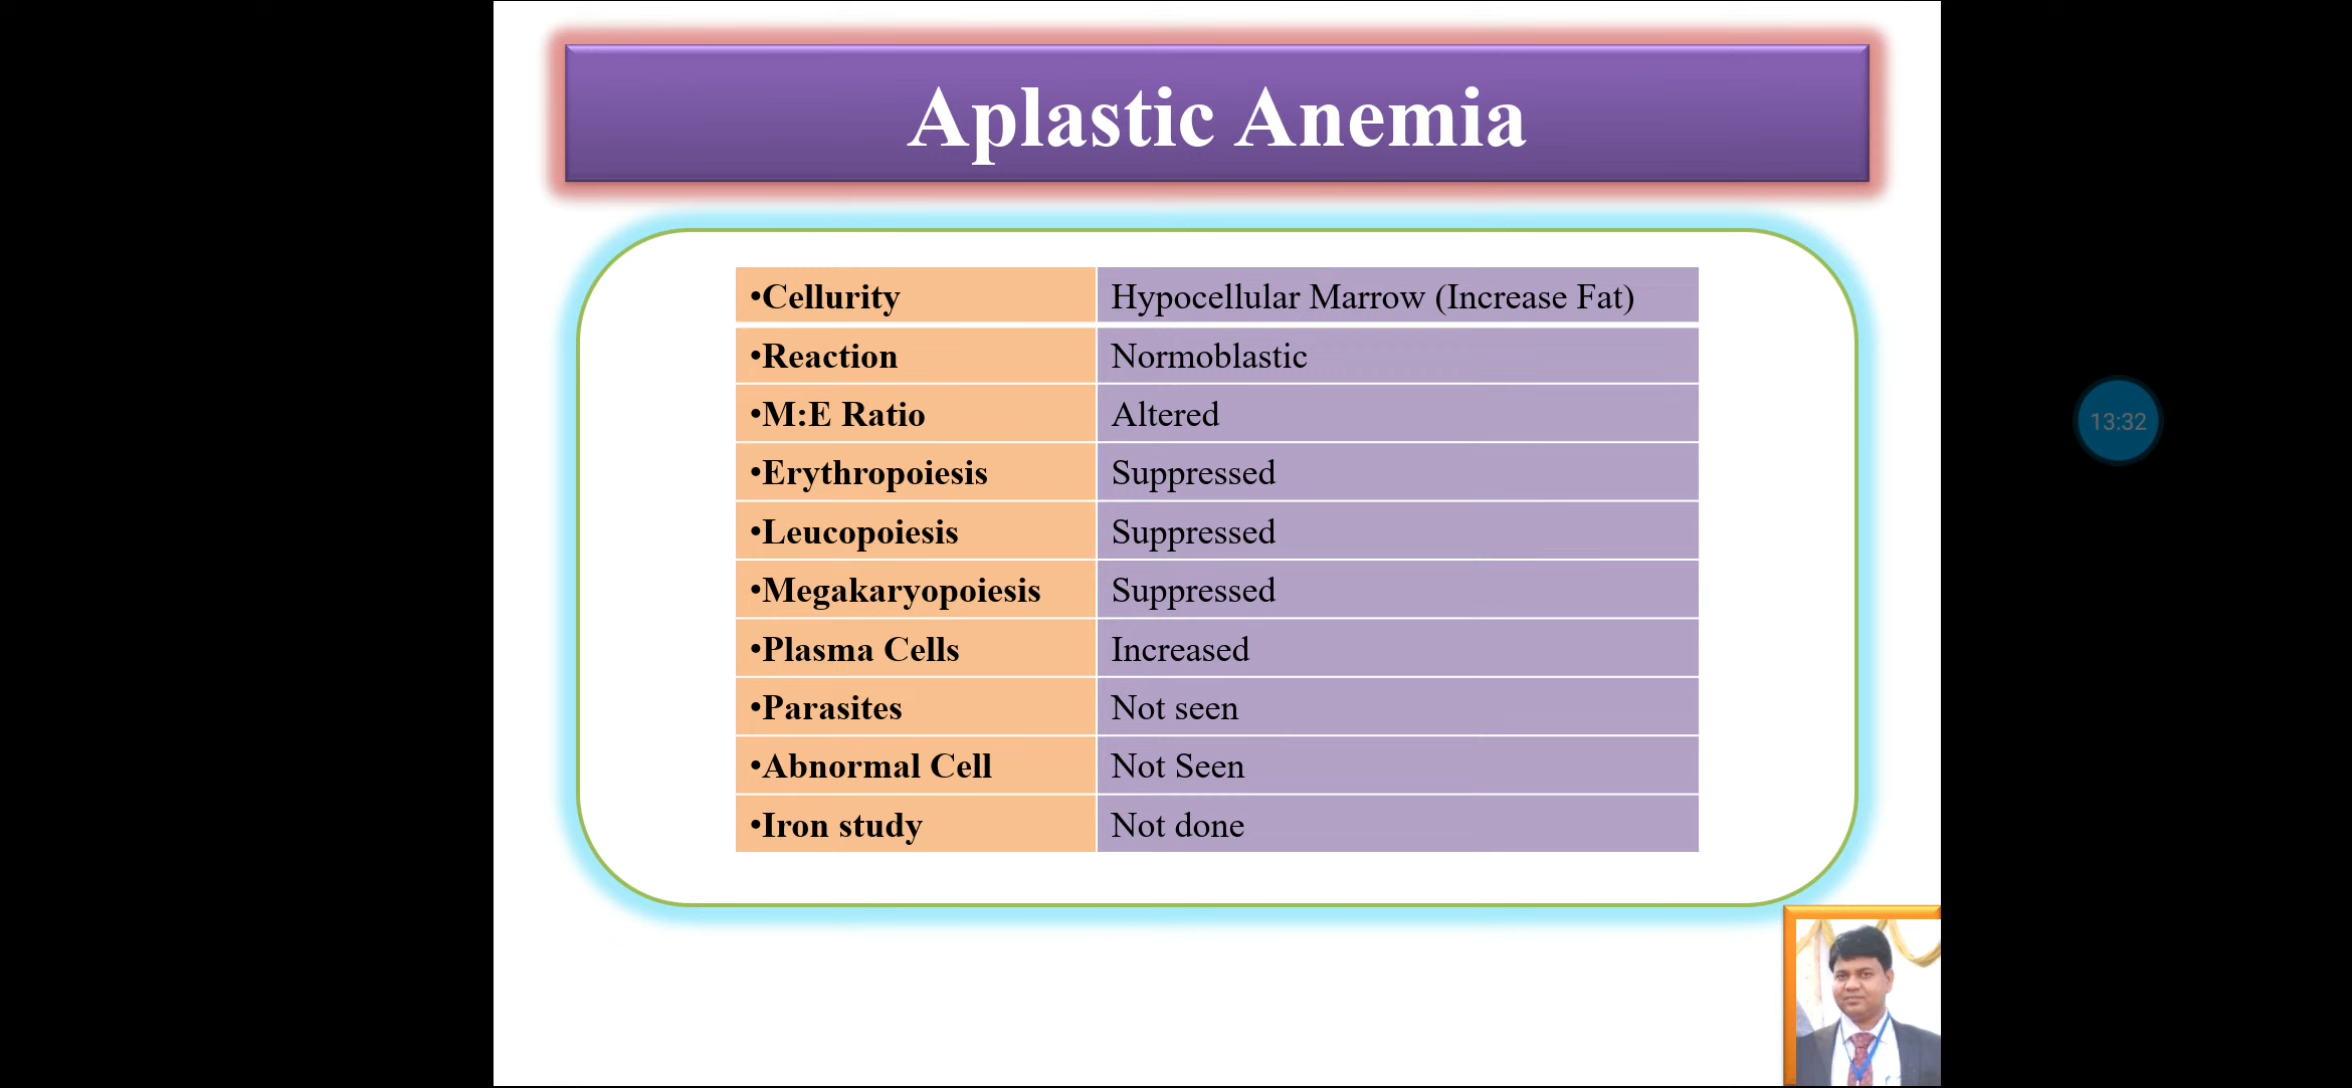 Aplastic Anemia
•Cellurity Hypocellular Marrow (Increase Fat)
•Reaction Normoblastic
•M:E Ratio Altered
•Erythropoiesis Suppressed
•Leucopoiesis Suppressed
•Megakaryopoiesis Suppressed
•Plasma Cells Increased
•Parasites Not seen
•Abnormal Cell Not Seen
•Iron study Not done
13:32